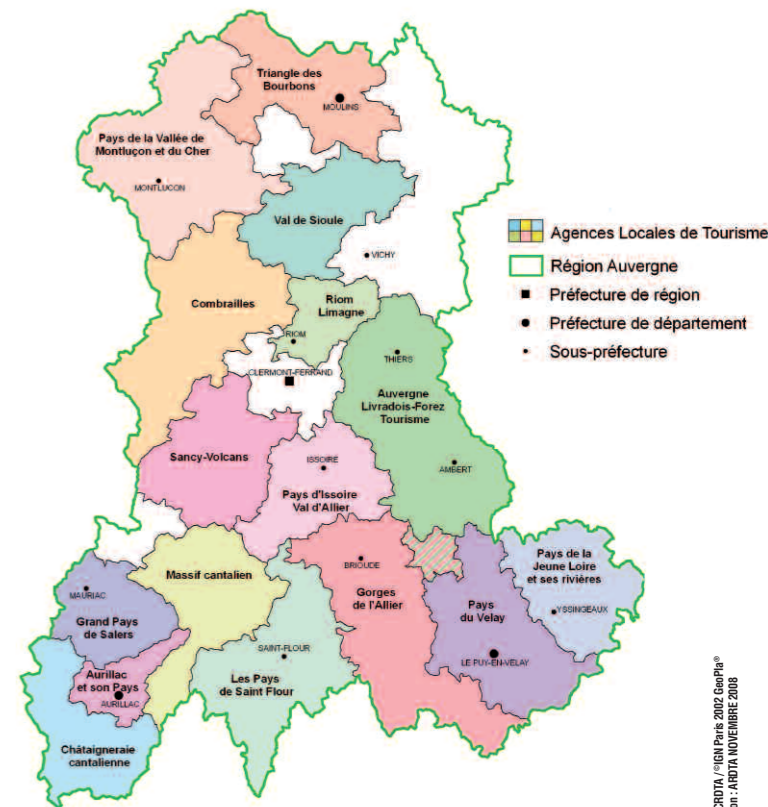 Triangle des
Bourbons
MOULINS
Pays de la Vallée de
Montluçon et du Cher
MONTLUCON
Val de Sioule
VICHY
Combrailles
Riom
Limagne
RIOM
CLERMONT-FERRAND
THIERS
Auvergne
Livradois-Forez
Tourisme
AMBERT
Sancy-Volcans
ISSOIRE
Pays d'Issoire
Val d'Allier
Massif cantalien
BRIOUDE
Gorges
de l'Allier
Pays de la
Jeune Loire
et ses rivières
YSSINGEAUX
Pays
du Velay
LE PUY-EN-VELAY
MAURIAC
Grand Pays
de Salers
Aurillac
et son Pays
AURILLAC
SAINT-FLOUR
Les Pays
de Saint Flour
Châtaigneraie
cantalienne
Agences Locales de Tourisme
Région Auvergne
Préfecture de région
Préfecture de département
Sous-préfecture
CRDTA / ©IGN Paris 2002 GeoPla®
on : ARDTA NOVEMBRE 2008